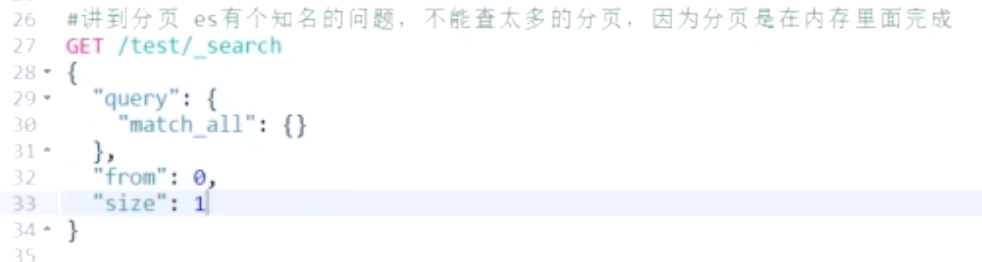 26 #讲到分页 es有个知名的问题，不能查太多的分页，因为分页是在内存里面完成
27 GET /test/_search
28 {
29 "query": {
30 "match_all": {}
31 },
32 "from": 0,
33 "size": 1
34 }
35